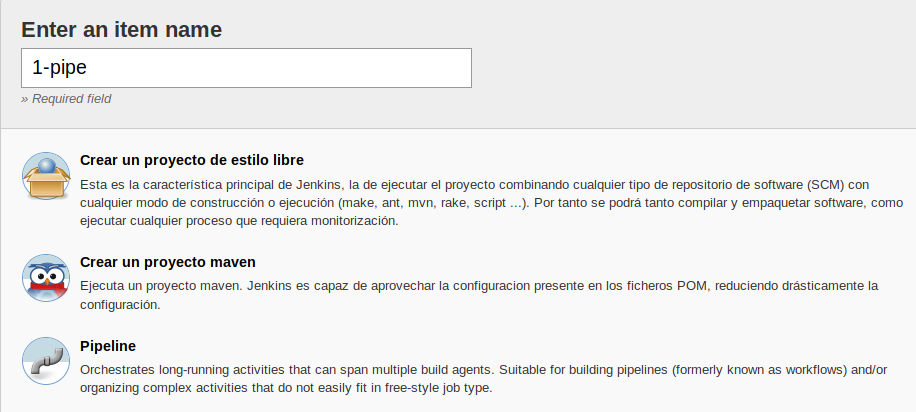 Enter an item name
1-pipe
» Required field
Crear un proyecto de estilo libre
Esta es la característica principal de Jenkins, la de ejecutar el proyecto combinando cualquier tipo de repositorio de software (SCM) con
cualquier modo de construcción o ejecución (make, ant, mvn, rake, script ...). Por tanto se podrá tanto compilar y empaquetar software, como
ejecutar cualquier proceso que requiera monitorización.
Crear un proyecto maven
Ejecuta un proyecto maven. Jenkins es capaz de aprovechar la configuracion presente en los ficheros POM, reduciendo drásticamente la
configuración.
Pipeline
Orchestrates long-running activities that can span multiple build agents. Suitable for building pipelines (formerly known as workflows) and/or
organizing complex activities that do not easily fit in free-style job type.